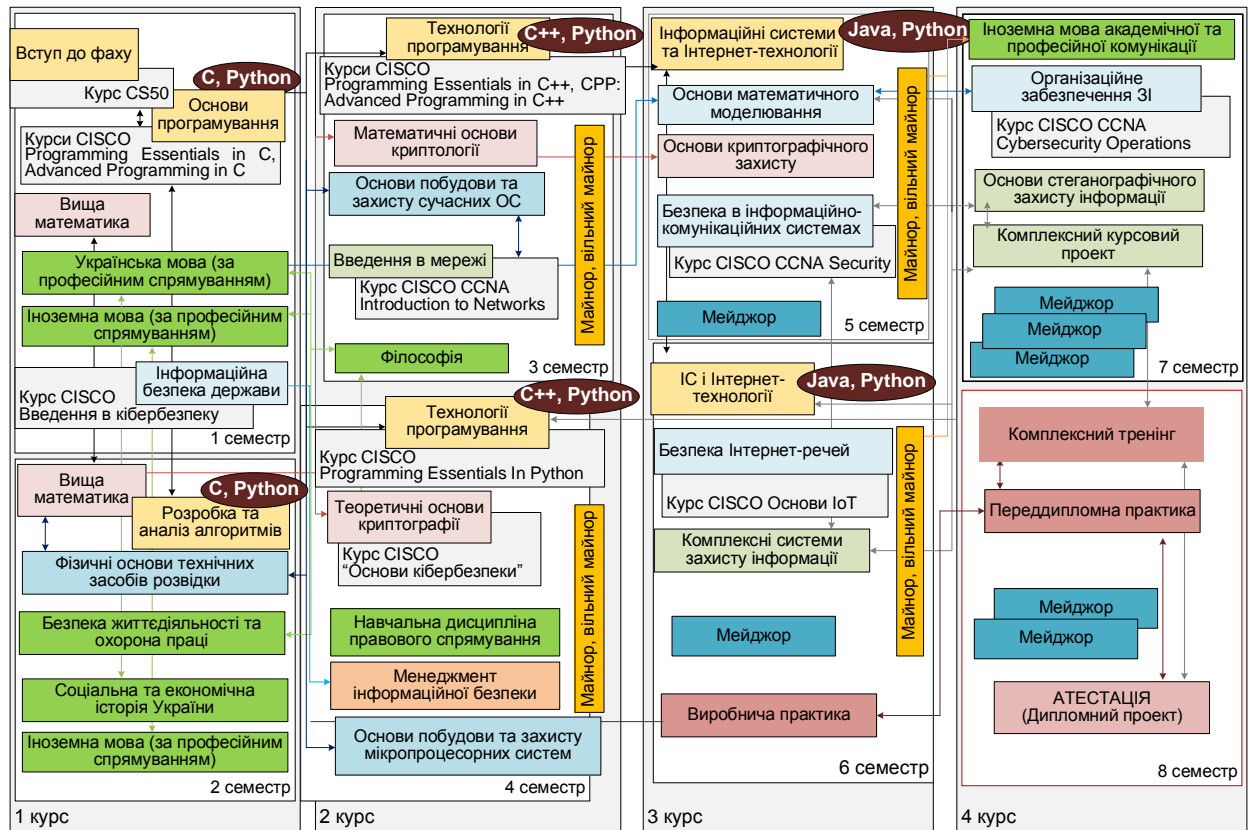 Вступ до фаху
C, Python
Курс CS50
Основи
програмування
Курси CISCO
Programming Essentials in C,
Advanced Programming in C
Вища
математика
Українська мова (за
професійним спрямуванням)
Іноземна мова (за професійним
спрямуванням)
Інформаційна
безпека держави
Курс CISCO
Введення в кібербезпеку
1 семестр
Вища
математика
C, Python
Розробка та
аналіз алгоритмів
Фізичні основи технічних
засобів розвідки
Безпека життєдіяльності та
охорона праці
Соціальна та економічна
історія України
Іноземна мова (за професійним
спрямуванням)
2 семестр
1 курс
Технології
програмування
C++, Python
Курси CISCO
Programming Essentials in C++, CPP:
Advanced Programming in C++
Математичні основи
криптології
Основи побудови та
захисту сучасних ОС
Введення в мережі
Курс CISCO CCNA
Introduction to Networks
Філософія
Майнор, вільний майнор
3 семестр
C++, Python
Технології
програмування
Курс CISCO
Programming Essentials In Python
Теоретичні основи
криптографії
Курс CISCO
“Основи кібербезпеки”
Навчальна дисципліна
правового спрямування
Менеджмент
інформаційної безпеки
Основи побудови та захисту
мікропроцесорних систем
Майнор, вільний майнор
4 семестр
2 курс
Інформаційні системи
та Інтернет-технології
Java, Python
Основи математичного
моделювання
Основи криптографічного
захисту
Безпека в інформаційно-
комунікаційних системах
Курс CISCO CCNA Security
Мейджор
Майнор, вільний майнор
5 семестр
ІС і Інтернет-
технології
Java, Python
Безпека Інтернет-речей
Курс CISCO Основи IoT
Комплексні системи
захисту інформації
Мейджор
Виробнича практика
Майнор, вільний майнор
6 семестр
3 курс
Іноземна мова академічної та
професійної комунікації
Організаційне
забезпечення ЗІ
Курс CISCO CCNA
Cybersecurity Operations
Основи стеганографічного
захисту інформації
Комплексний курсовий
проект
Мейджор
Мейджор
Мейджор
7 семестр
Комплексний тренінг
Переддипломна практика
Мейджор
Мейджор
АТЕСТАЦІЯ
(Дипломний проект)
8 семестр
4 курс